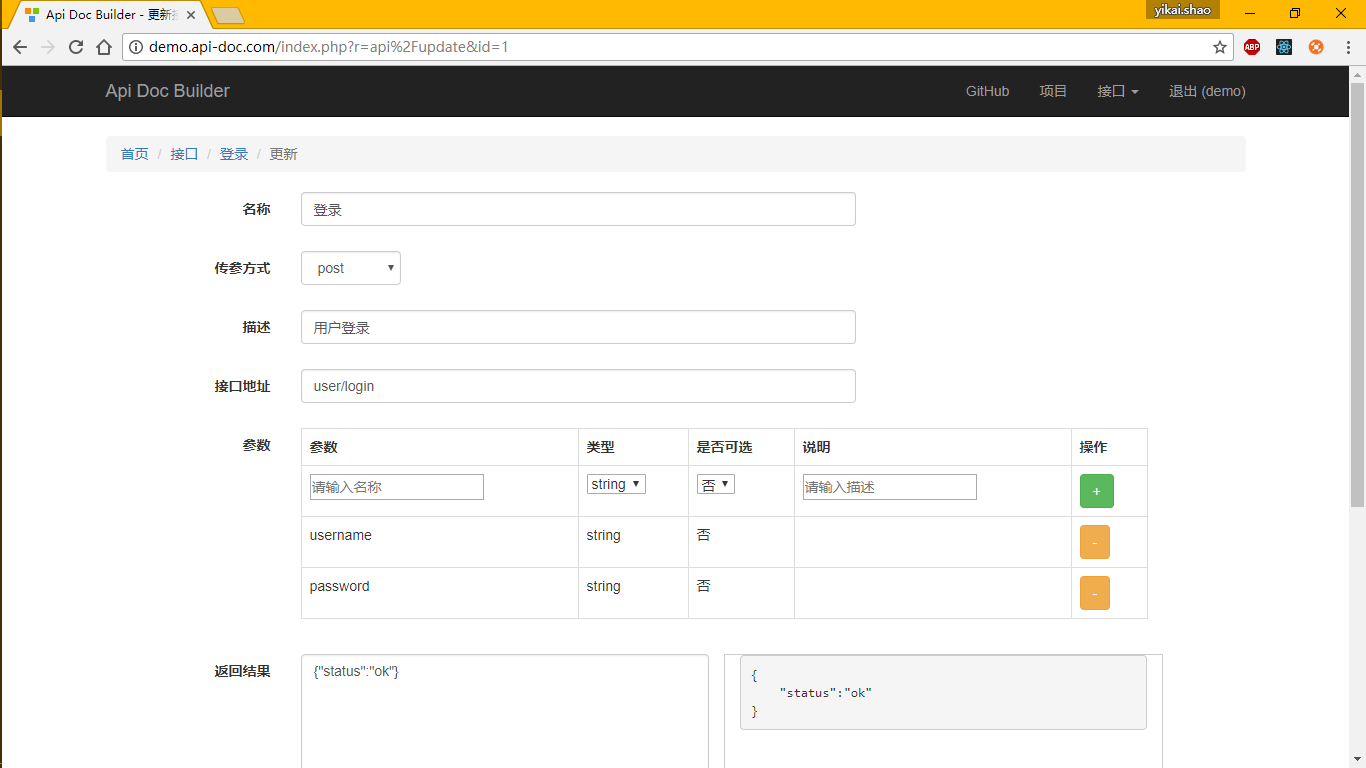 Api Doc Builder - 更新
yikai.shao
demo.api-doc.com/index.php?r=api%2Fupdate&id=1
ABP
Api Doc Builder GitHub 项目 接口 退出 (demo)
首页 / 接口 / 登录 / 更新
名称 登录
传参方式 post
描述 用户登录
接口地址 user/login
参数 参数 类型 是否可选 说明 操作
请输入名称 string 否 请输入描述 +
username string 否 -
password string 否 -
返回结果 {"status":"ok"}
{
"status":"ok"
}